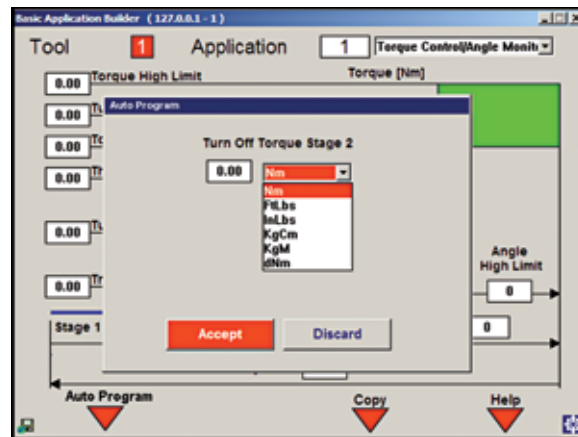 Basic Application Builder ( 127.0.0.1 - 1 )
Tool 1 Application 1 Torque Control/Angle Monito
0.00 Torque High Limit Torque [Nm]
0.00
Auto Program
0.00
Turn Off Torque Stage 2
0.00
0.00 Nm
Nm
FtLbs
InLbs
KgCm
KgM
dNm
0.00
Angle
High Limit
0.00
0
Stage 1
Accept Discard
0
Auto Program Copy Help